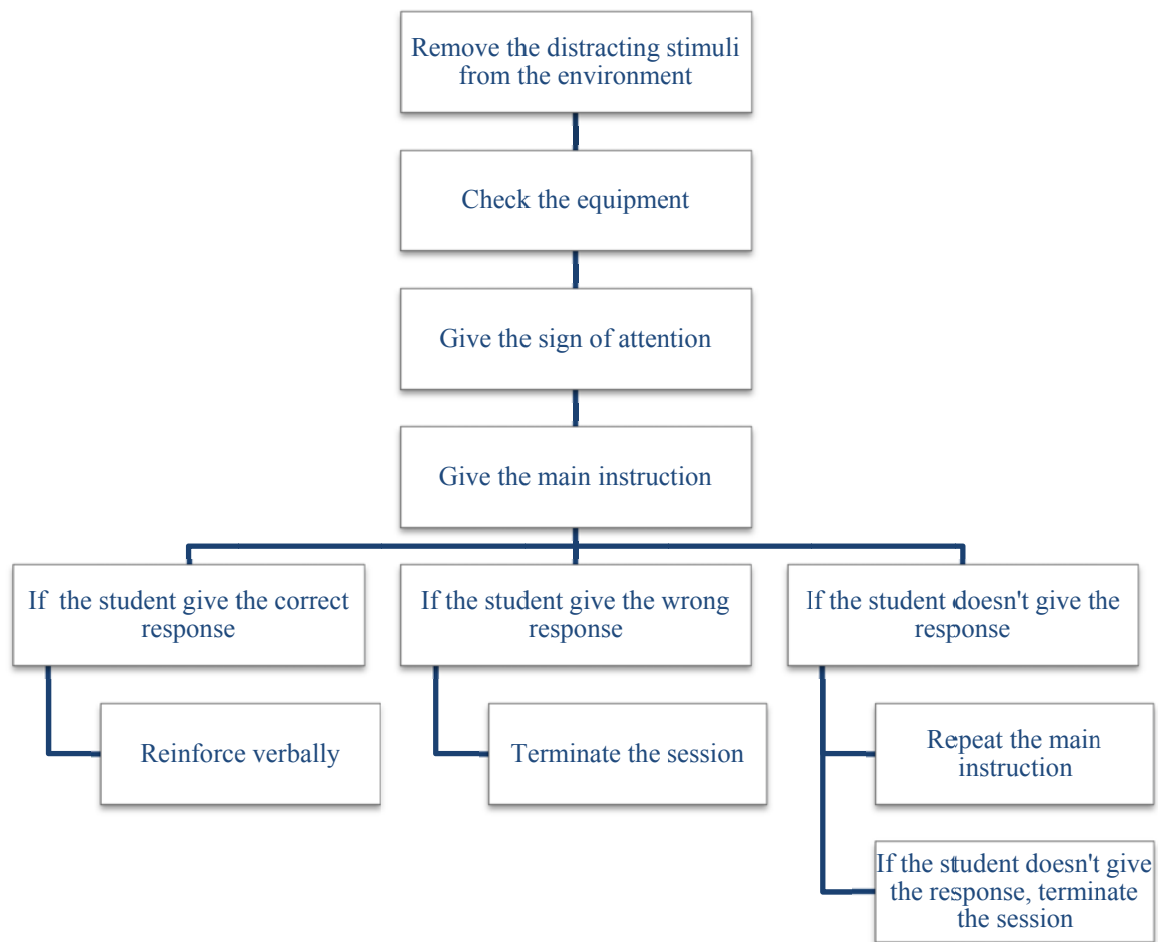 Remove the distracting stimuli
from the environment
Check the equipment
Give the sign of attention
Give the main instruction
If the student give the correct
response
Reinforce verbally
If the student give the wrong
response
Terminate the session
If the student doesn't give the
response
Repeat the main
instruction
If the student doesn't give
the response, terminate
the session